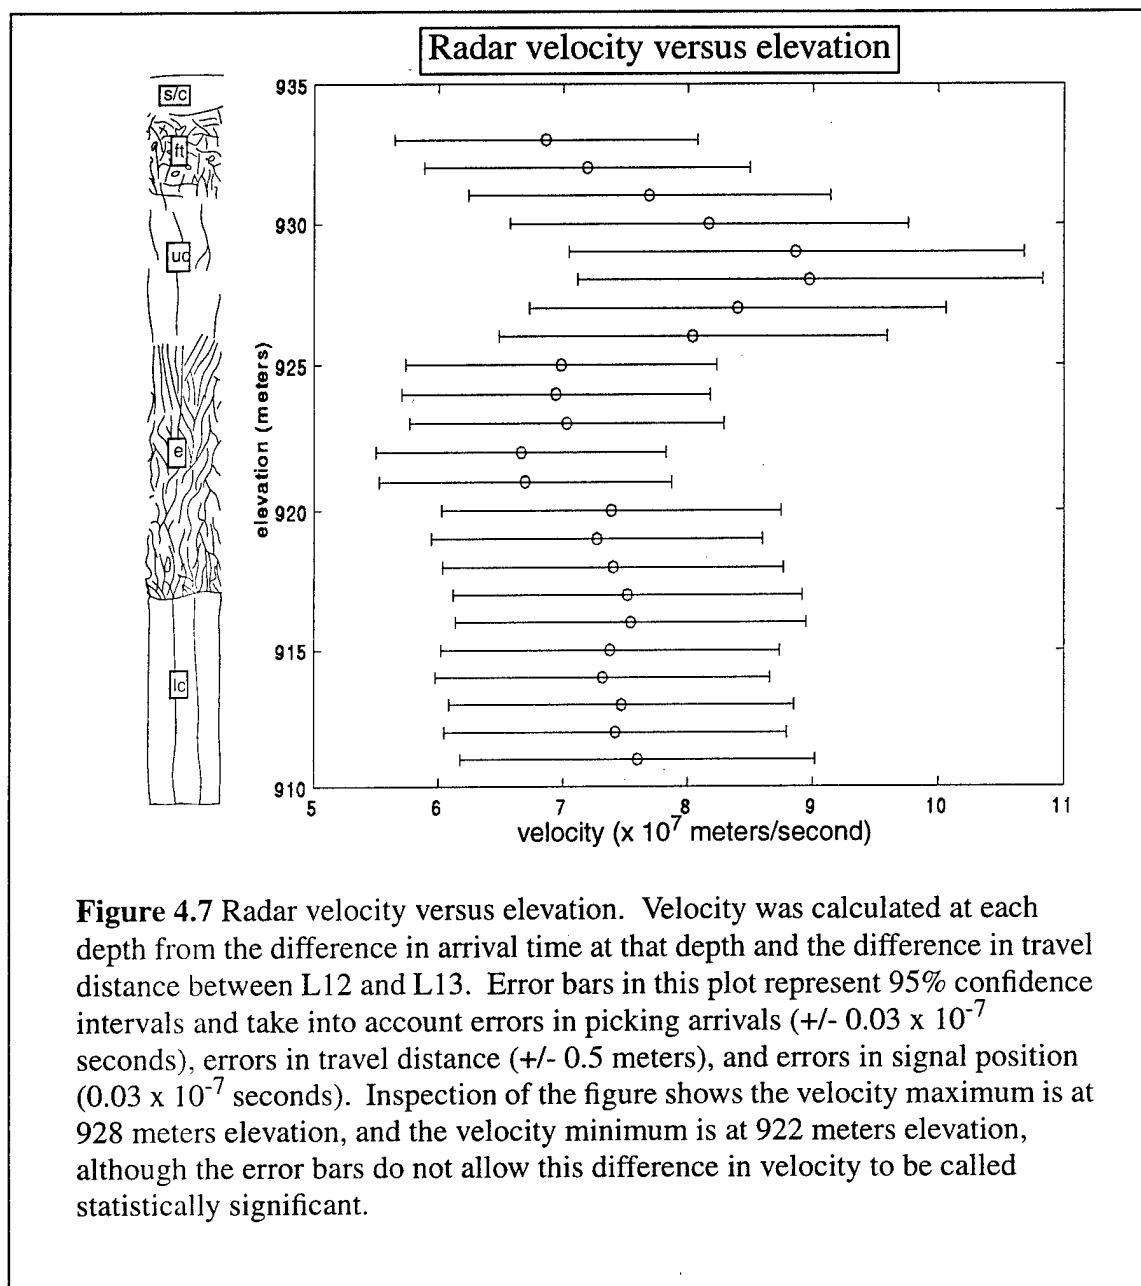 Radar velocity versus elevation
s/c
ft
uc
e
lc
935
930
925
920
915
910
elevation (meters)
5 6 7 8 9 10 11
velocity (x 10⁷ meters/second)
Figure 4.7 Radar velocity versus elevation. Velocity was calculated at each
depth from the difference in arrival time at that depth and the difference in travel
distance between L12 and L13. Error bars in this plot represent 95% confidence
intervals and take into account errors in picking arrivals (+/- 0.03 x 10⁻⁷
seconds), errors in travel distance (+/- 0.5 meters), and errors in signal position
(0.03 x 10⁻⁷ seconds). Inspection of the figure shows the velocity maximum is at
928 meters elevation, and the velocity minimum is at 922 meters elevation,
although the error bars do not allow this difference in velocity to be called
statistically significant.